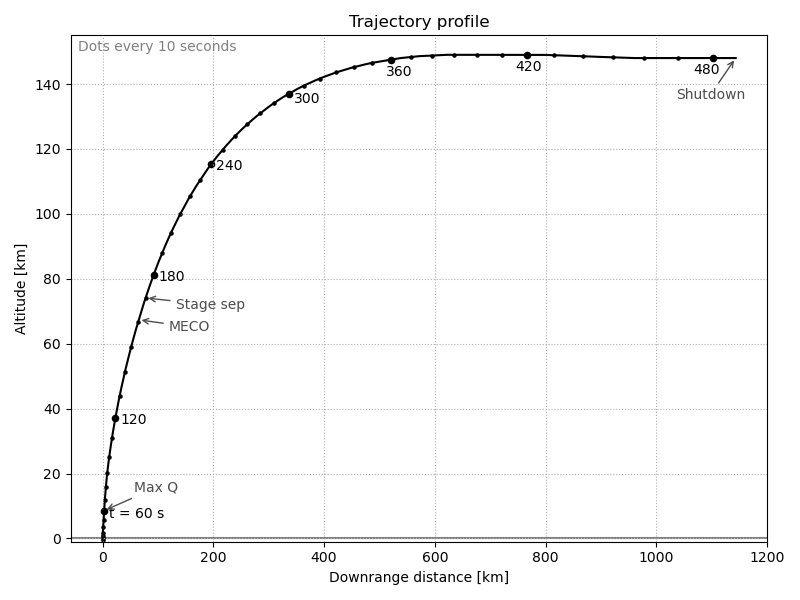 Trajectory profile
Dots every 10 seconds
140
120
100
80
60
40
20
0
Altitude [km]
360
420
480
Shutdown
300
240
180
Stage sep
MECO
120
Max Q
t = 60 s
0
200
400
600
800
1000
1200
Downrange distance [km]